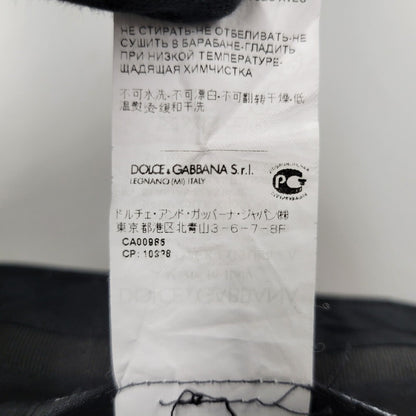 НЕ СТИРАТЬ-НЕ ОТБЕЛИВАТЬ-НЕ
СУШИТЬ В БАРАБАНЕ-ГЛАДИТЬ
ПРИ НИЗКОЙ ТЕМПЕРАТУРЕ-
ЩАДЯЩАЯ ХИМЧИСТКА
不可水洗-不可漂白-不可翻转干燥-低
温熨烫缓和干洗
DOLCE & GABBANA S.r.l.
LEGNANO (MI) ITALY
PG
ドルチェ・アンド・ガッバーナ・ジャパン㈱
東京都港区北青山3-6-7-8F
CA00986
CP: 10328